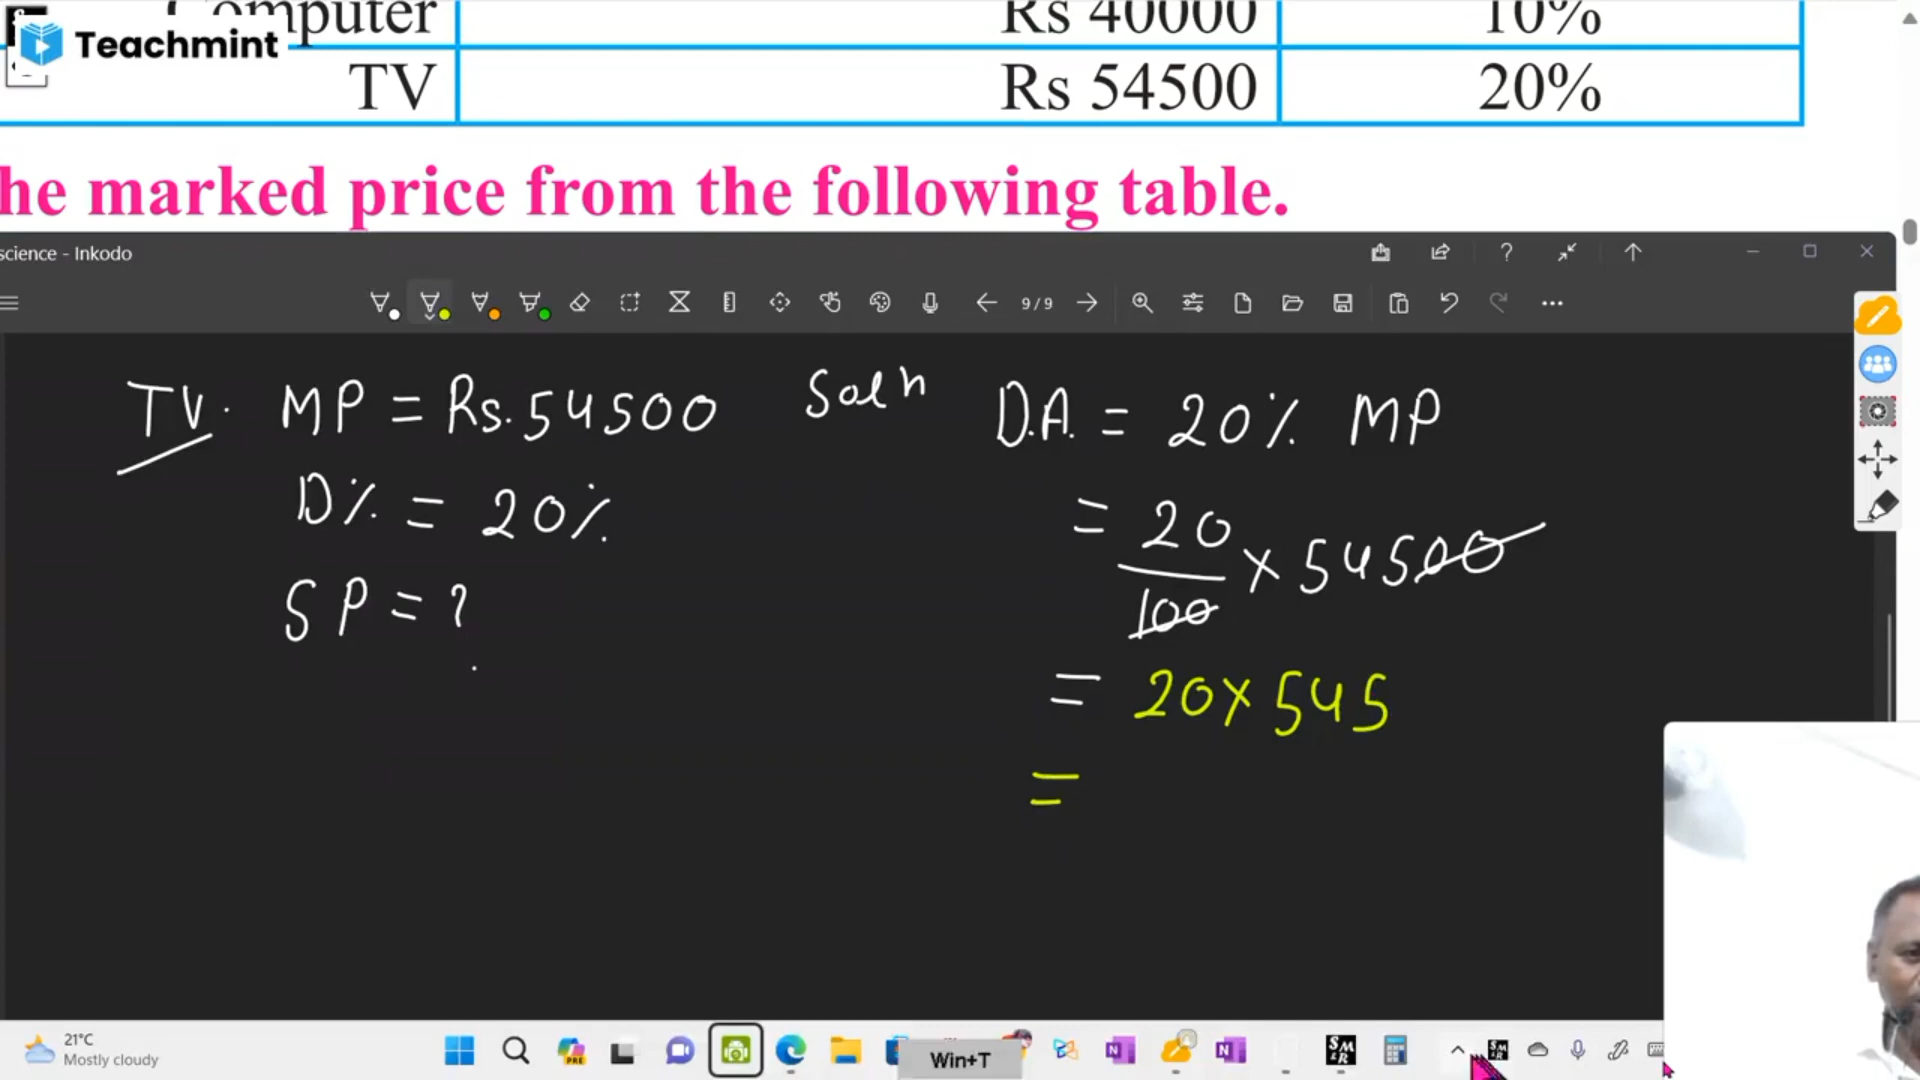 Computer Rs 40000 10%
Teachmint
TV Rs 54500 20%
he marked price from the following table.
science - Inkodo
9/9
TV. MP = Rs. 54500 Soln D.A. = 20% MP
D% = 20% = 20/100 × 54500
SP = ?
= 20 × 545
=
21°C
Mostly cloudy
Win+T